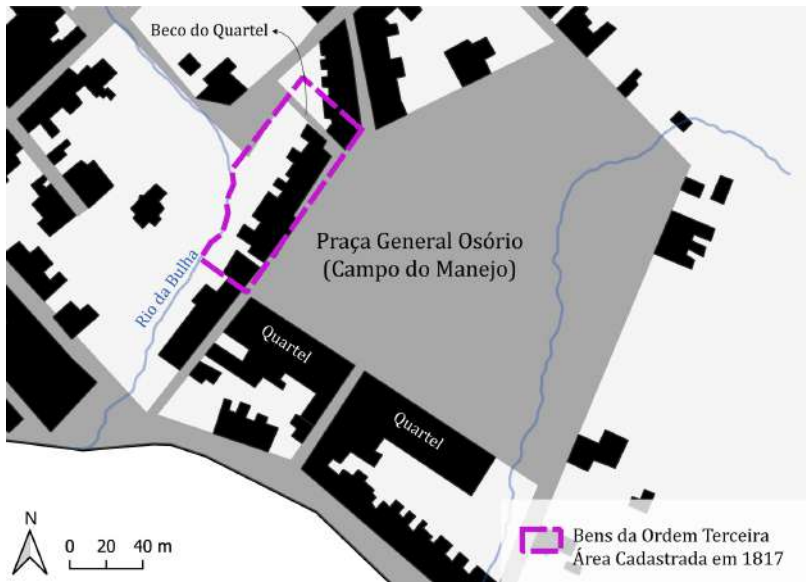 Beco do Quartel
Praça General Osório
(Campo do Manejo)
Rio da Bulha
Quartel
Quartel
N
0 20 40 m
Bens da Ordem Terceira
Área Cadastrada em 1817